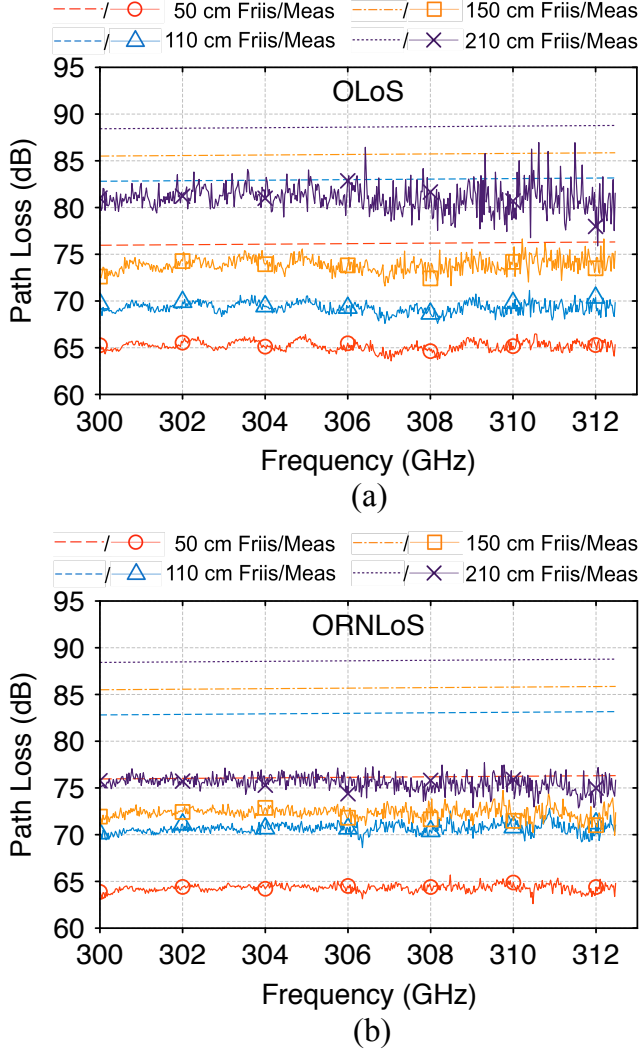 50 cm Friis/Meas 150 cm Friis/Meas
110 cm Friis/Meas 210 cm Friis/Meas
95
OLoS
90
85
80
75
70
65
60
300 302 304 306 308 310 312
Path Loss (dB)
Frequency (GHz)
(a)
50 cm Friis/Meas 150 cm Friis/Meas
110 cm Friis/Meas 210 cm Friis/Meas
95
ORNLoS
90
85
80
75
70
65
60
300 302 304 306 308 310 312
Path Loss (dB)
Frequency (GHz)
(b)